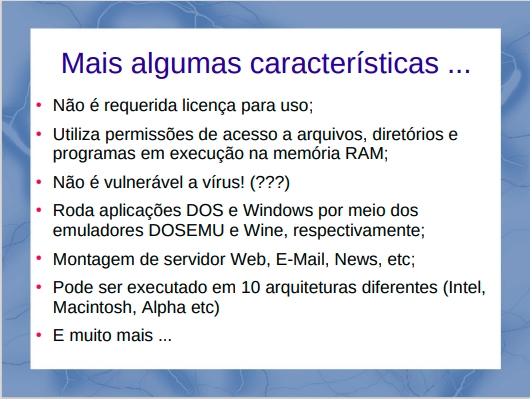 Mais algumas características ...
Não é requerida licença para uso;
Utiliza permissões de acesso a arquivos, diretórios e
programas em execução na memória RAM;
Não é vulnerável a vírus! (???)
Roda aplicações DOS e Windows por meio dos
emuladores DOSEMU e Wine, respectivamente;
Montagem de servidor Web, E-Mail, News, etc;
Pode ser executado em 10 arquiteturas diferentes (Intel,
Macintosh, Alpha etc)
E muito mais ...